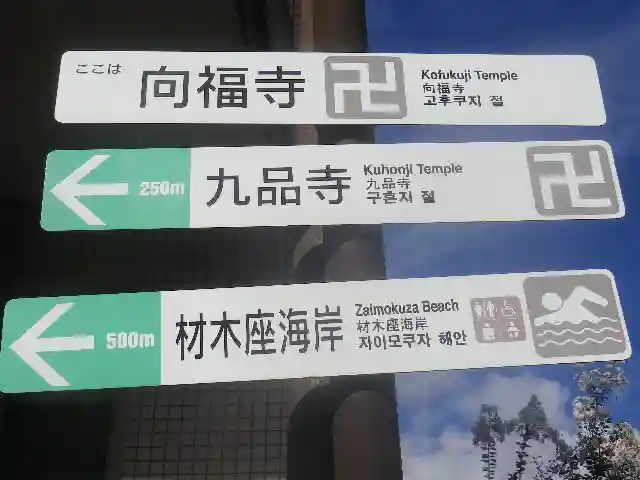 ここは
向福寺
Kofukuji Temple
向福寺
고후쿠지 절
250m
九品寺
Kuhonji Temple
九品寺
구흔지 절
500m
材木座海岸
Zaimokuza Beach
材木座海岸
자이모쿠자 해안